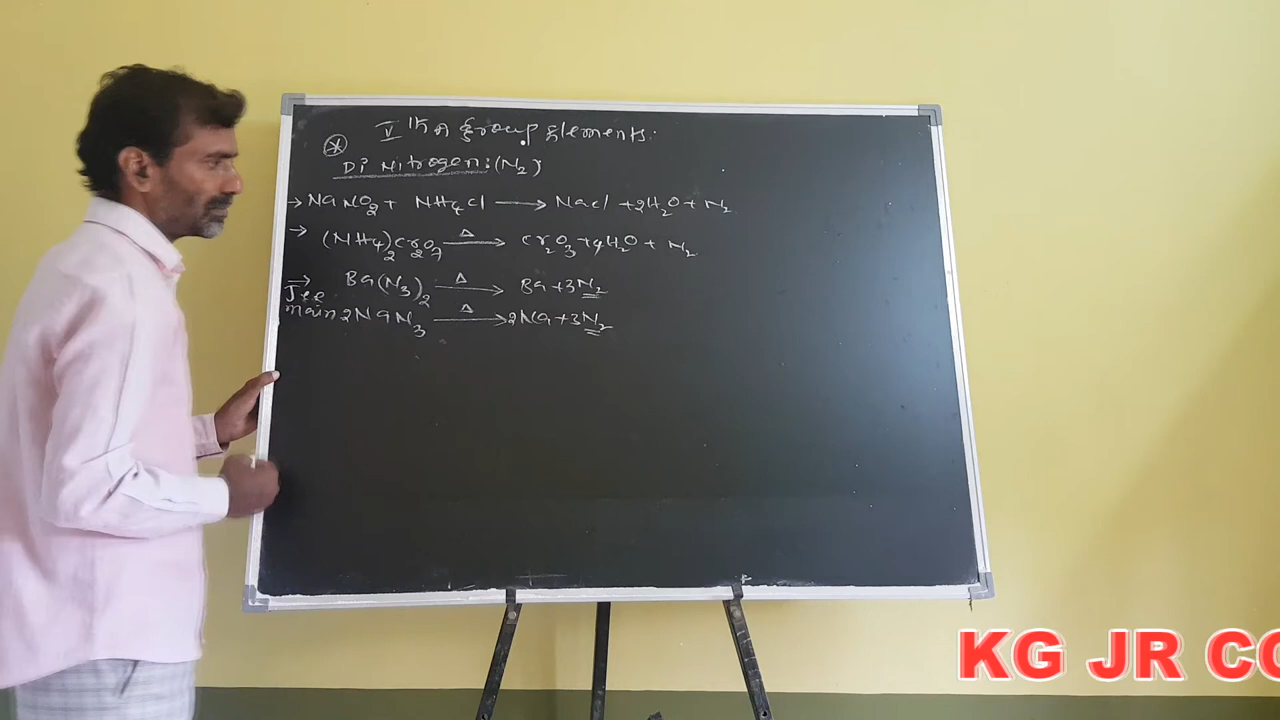 V th A Group Elements:
Di Nitrogen: (N₂)
→ NaNO₂ + NH₄Cl ⟶ NaCl + 2H₂O + N₂
→ (NH₄)₂Cr₂O₇ —Δ→ Cr₂O₃ + 4H₂O + N₂
→ Ba(N₃)₂ —Δ→ Ba + 3N₂
Jee
main 2NaN₃ —Δ→ 2Na + 3N₂
KG JR CO